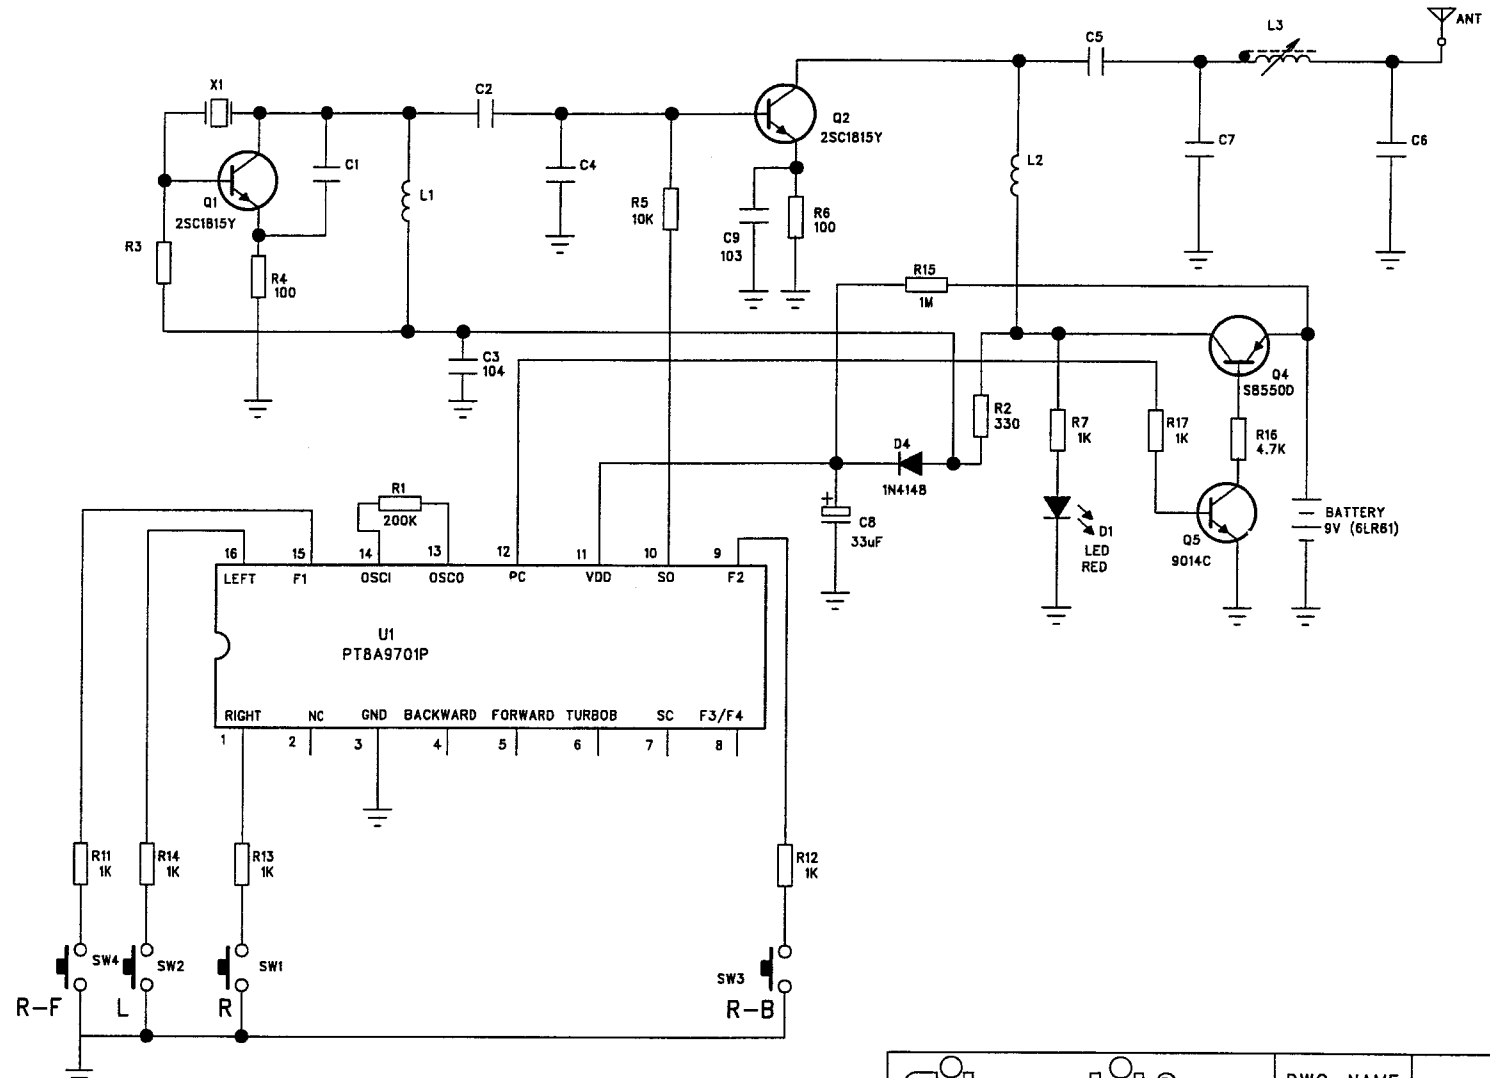 ANT
L3
C5
X1
C2
Q2
2SC1815Y
C1
C4
L1
Q1
2SC1815Y
L2
C7
C6
R5
10K
R6
100
C9
103
R3
R4
100
R15
1M
C3
104
Q4
S8550D
R2
330
R7
1K
R17
1K
R16
4.7K
D4
1N4148
R1
200K
+
C8
33uF
D1
LED
RED
Q5
9014C
BATTERY
9V (6LR61)
16 15 14 13 12 11 10 9
LEFT F1 OSCI OSCO PC VDD SO F2
U1
PT8A9701P
RIGHT NC GND BACKWARD FORWARD TURBOB SC F3/F4
1 2 3 4 5 6 7 8
R11
1K
R14
1K
R13
1K
R12
1K
SW4
SW2
SW1
SW3
R-F
L
R
R-B
DWG NAME